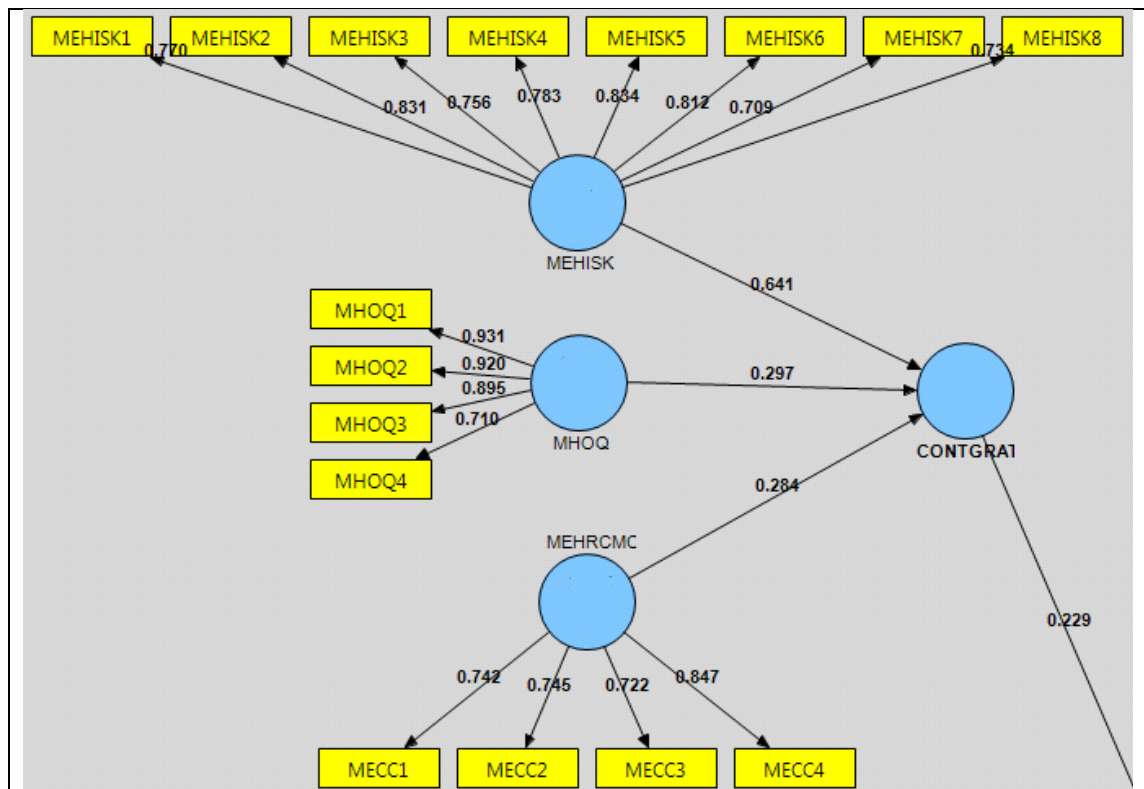 MEHISK1 MEHISK2 MEHISK3 MEHISK4 MEHISK5 MEHISK6 MEHISK7 MEHISK8
0.770 0.831 0.756 0.783 0.834 0.812 0.709 0.734
MEHISK
0.641
MHOQ1
0.931
MHOQ2
0.920
0.895
MHOQ3
0.710
MHOQ4
MHOQ
0.297
CONTGRAT
0.284
MEHRCMC
0.229
0.742 0.745 0.722 0.847
MECC1 MECC2 MECC3 MECC4